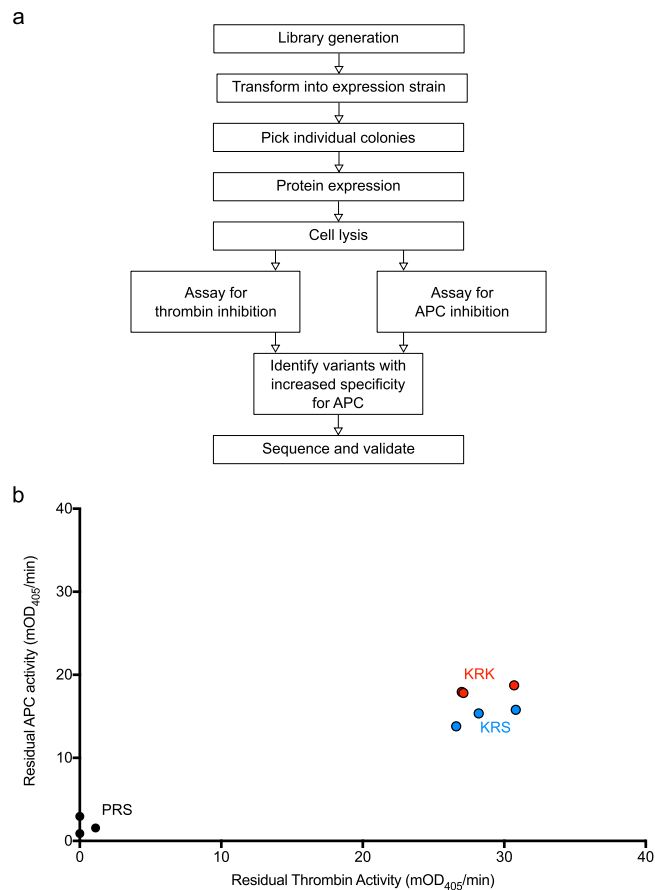 a
Library generation
Transform into expression strain
Pick individual colonies
Protein expression
Cell lysis
Assay for
thrombin inhibition
Assay for
APC inhibition
Identify variants with
increased specificity
for APC
Sequence and validate
b
Residual APC activity (mOD405/min)
40
30
20
10
0
KRK
KRS
PRS
0
10
20
30
40
Residual Thrombin Activity (mOD405/min)